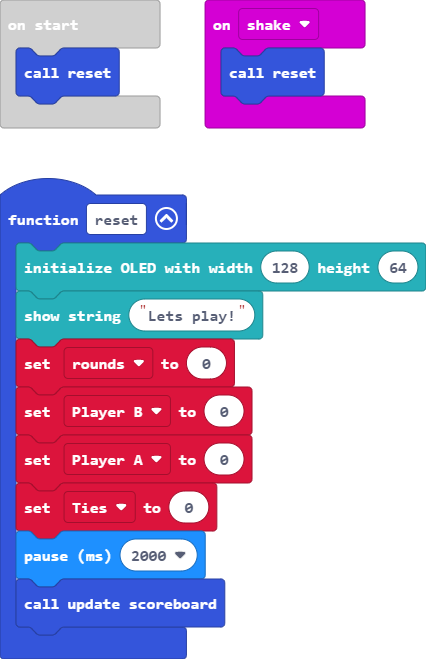 on start
call reset
on shake
call reset
function reset
initialize OLED with width 128 height 64
show string "Lets play!"
set rounds to 0
set Player B to 0
set Player A to 0
set Ties to 0
pause (ms) 2000
call update scoreboard